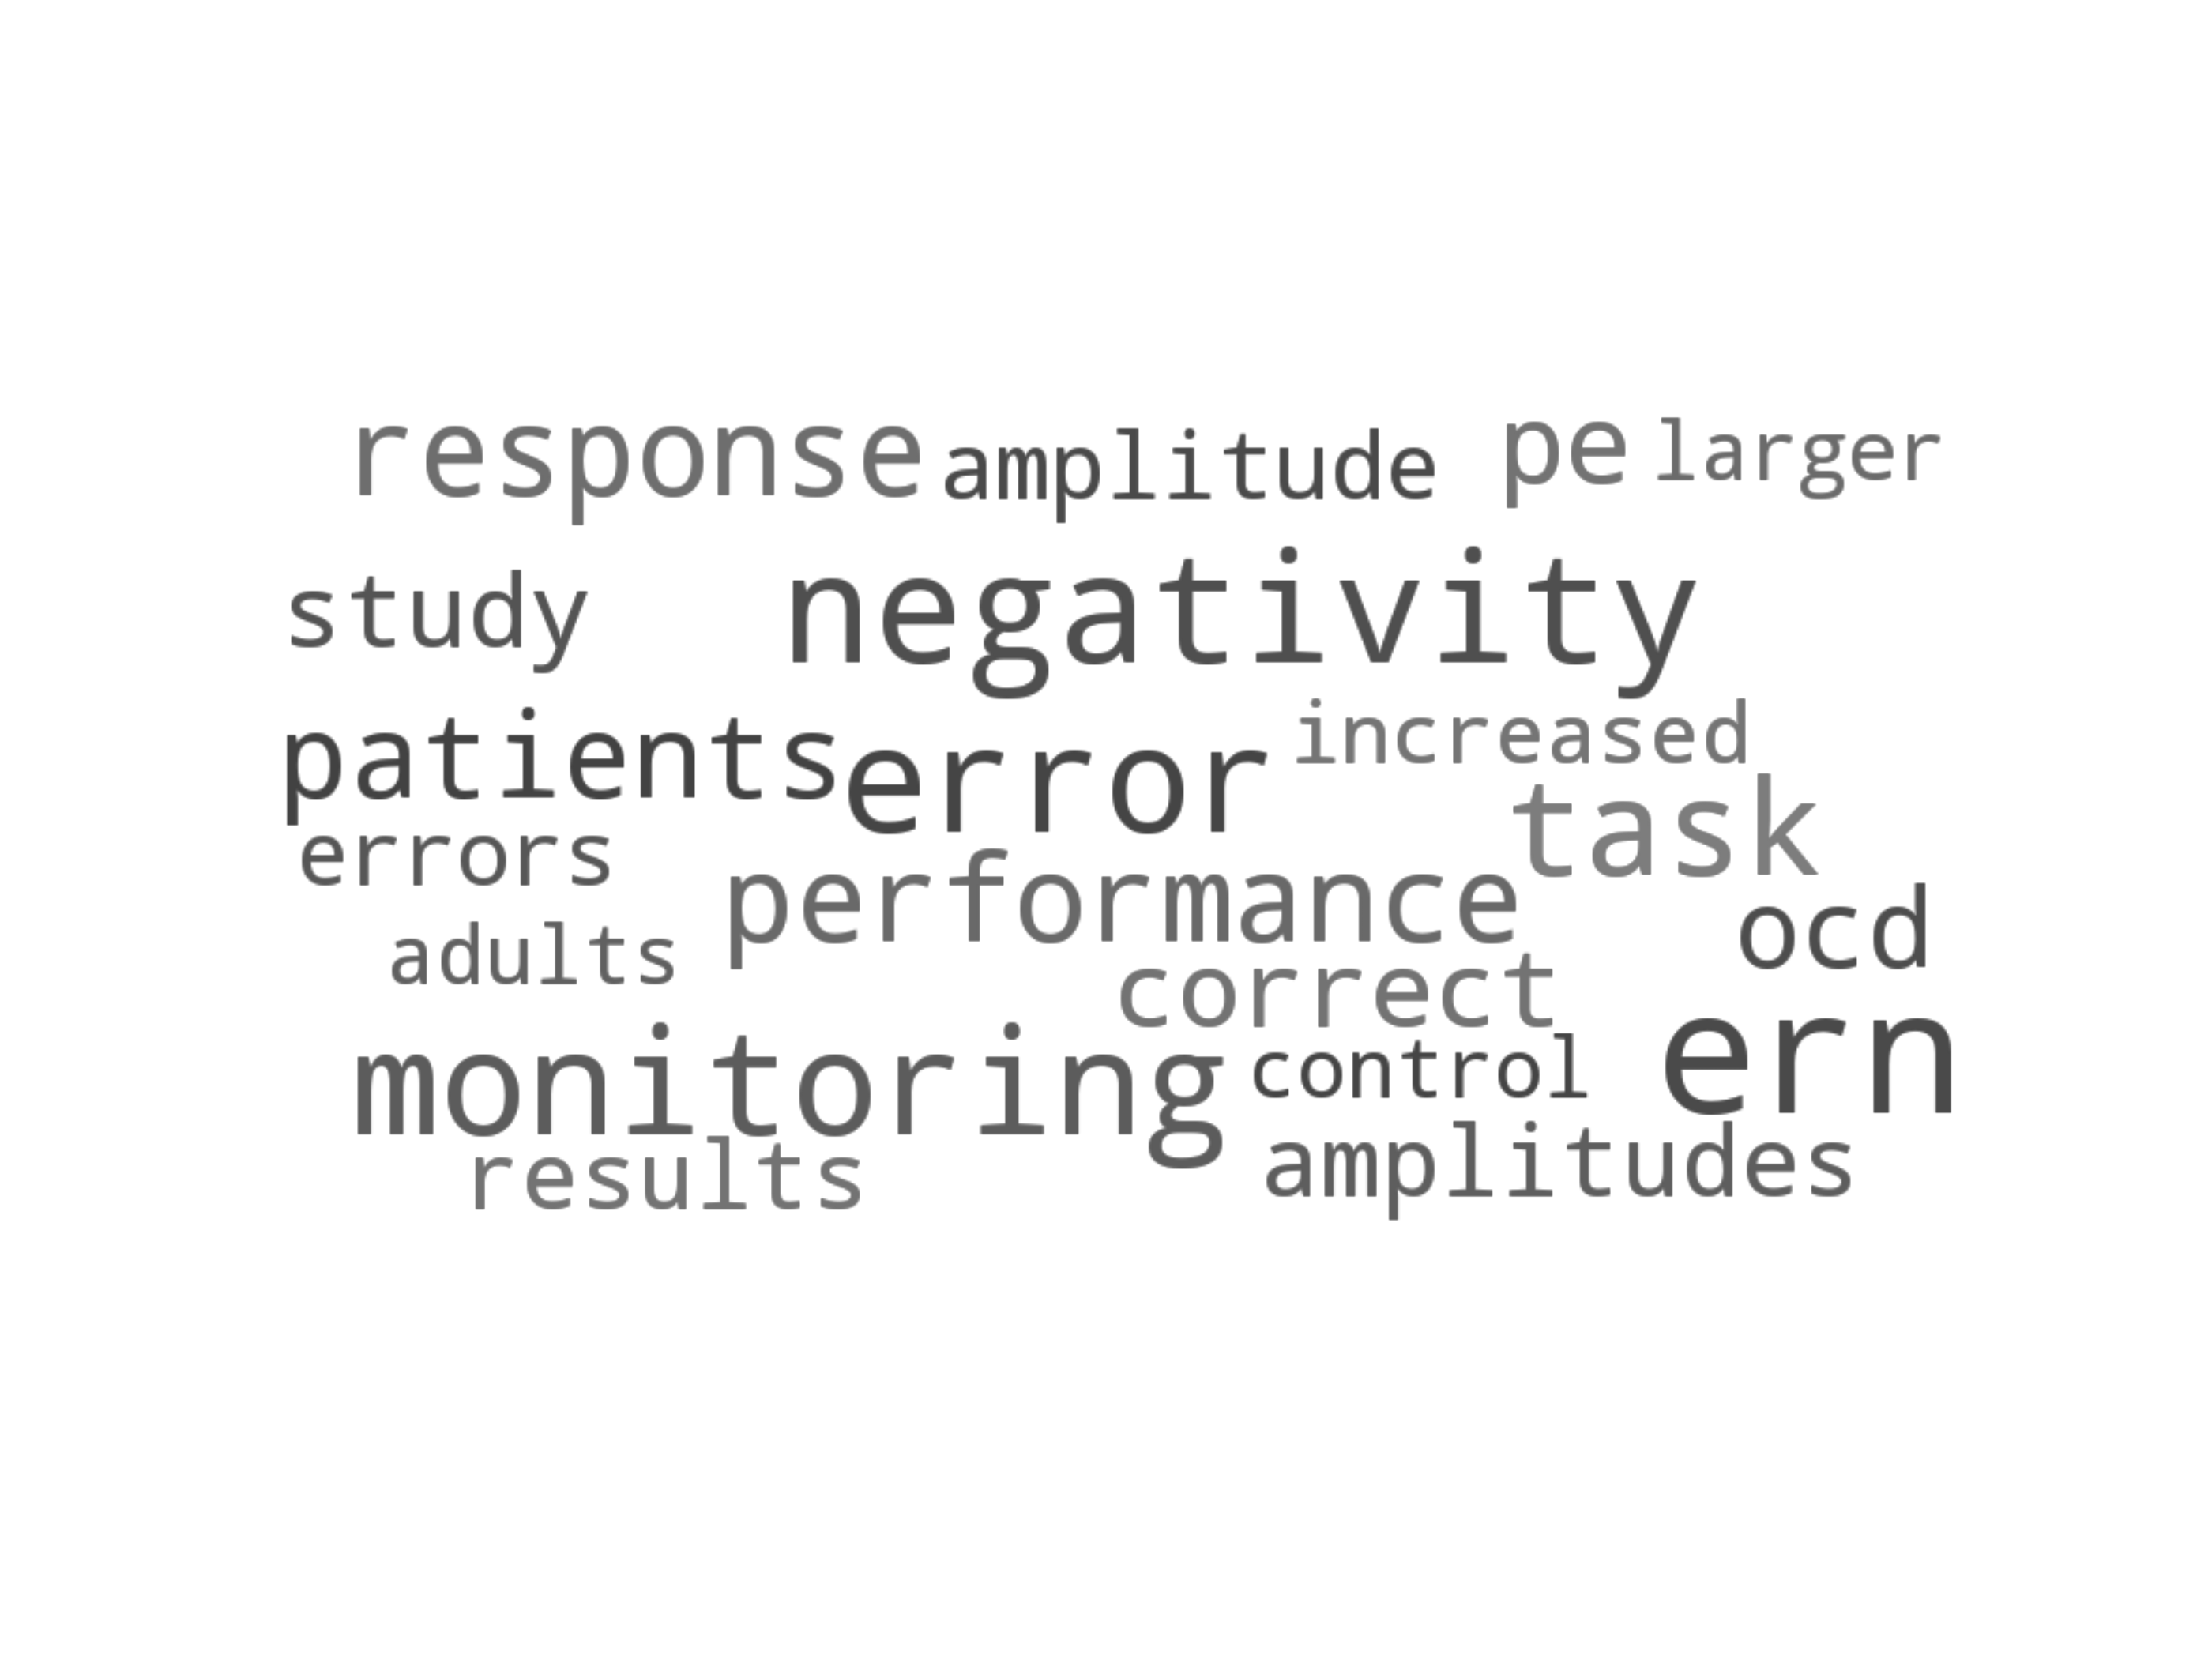 response amplitude pe larger
study negativity
patients error increased
errors performance task
adults correct ocd
monitoring control ern
results amplitudes